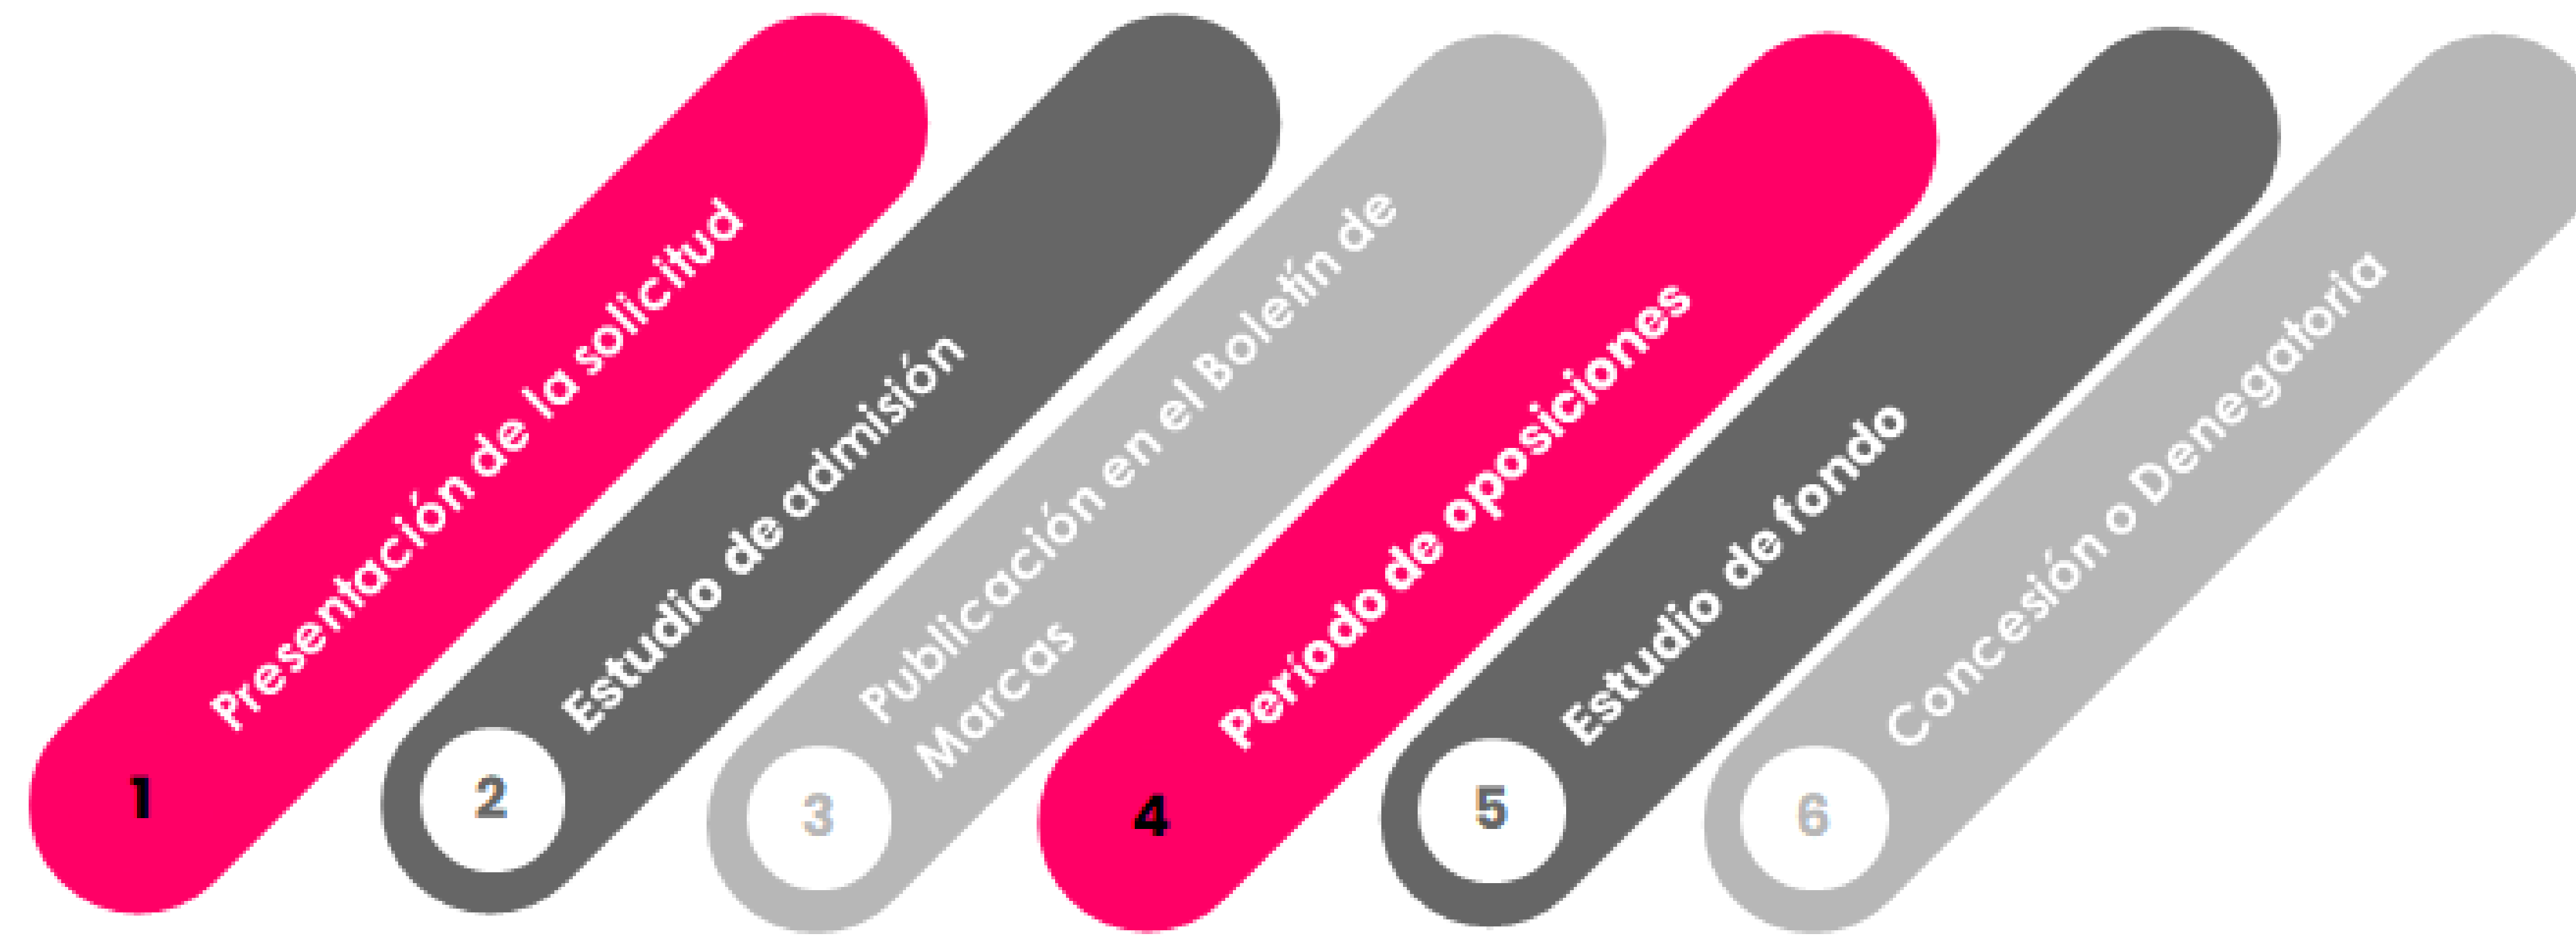 1
Presentación de la solicitud
2
Estudio de admisión
3
Publicación en el Boletín de
Marcas
4
Período de oposiciones
5
Estudio de fondo
6
Concesión o Denegatoria